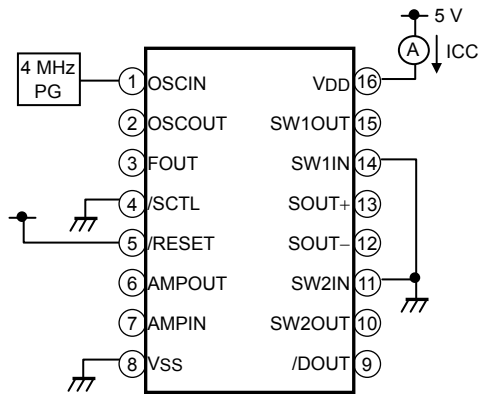 5 V
A ICC
4 MHz
PG
1 OSCIN VDD 16
2 OSCOUT SW1OUT 15
3 FOUT SW1IN 14
4 /SCTL SOUT+ 13
5 /RESET SOUT− 12
6 AMPOUT SW2IN 11
7 AMPIN SW2OUT 10
8 VSS /DOUT 9